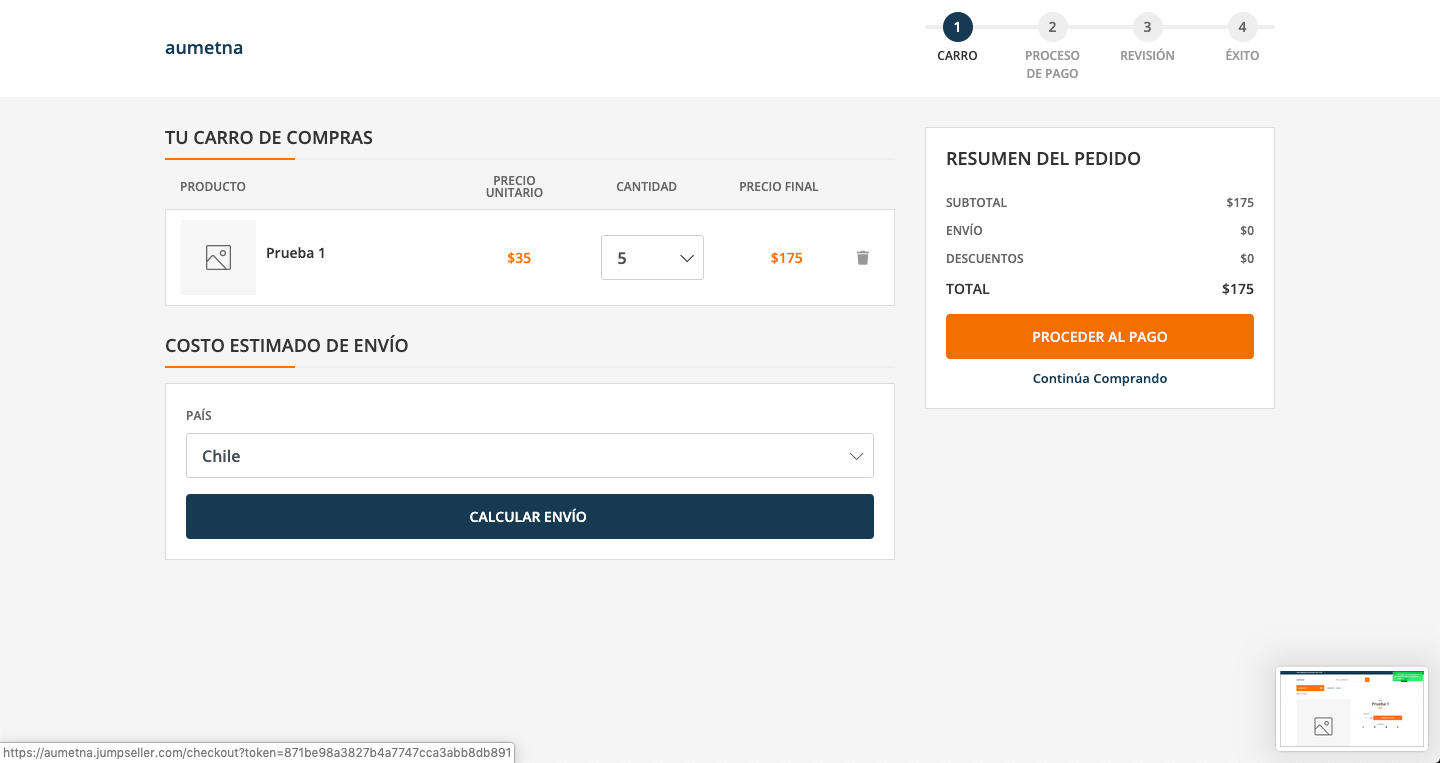 aumetna
1
2
3
4
CARRO
PROCESO
DE PAGO
REVISIÓN
ÉXITO
TU CARRO DE COMPRAS
PRODUCTO
PRECIO
UNITARIO
CANTIDAD
PRECIO FINAL
Prueba 1
$35
5
$175
COSTO ESTIMADO DE ENVÍO
PAÍS
Chile
CALCULAR ENVÍO
RESUMEN DEL PEDIDO
SUBTOTAL $175
ENVÍO $0
DESCUENTOS $0
TOTAL $175
PROCEDER AL PAGO
Continúa Comprando
Prueba 1
https://aumetna.jumpseller.com/checkout?token=871be98a3827b4a7747cca3abb8db891